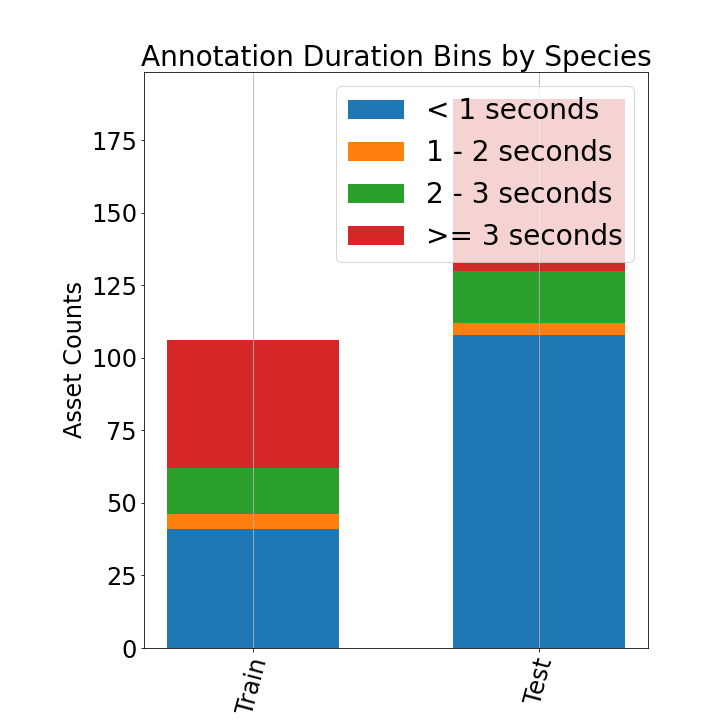 Annotation Duration Bins by Species
< 1 seconds
1 - 2 seconds
2 - 3 seconds
>= 3 seconds
175
150
125
100
75
50
25
0
Asset Counts
Train
Test